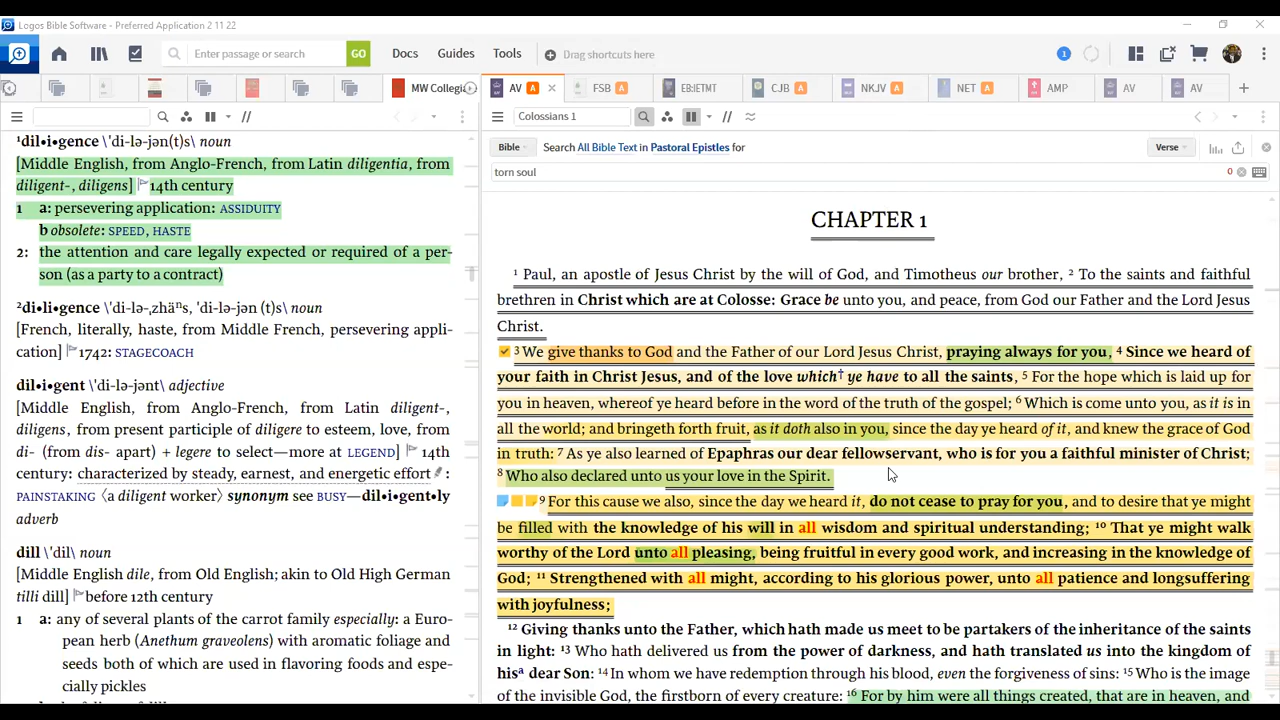 Logos Bible Software - Preferred Application 2 11 22
Enter passage or search
GO
Docs
Guides
Tools
Drag shortcuts here
1
MW Collegia
AV A
FSB A
EB:IETMT
CJB A
NKJV A
NET A
AMP
AV
AV
Colossians 1
Bible
Search All Bible Text in Pastoral Epistles for
Verse
torn soul
0
¹dil•i•gence \'di-lə-jən(t)s\ noun
[Middle English, from Anglo-French, from Latin diligentia, from
diligent-, diligens] 14th century
1 a: persevering application: ASSIDUITY
b obsolete: SPEED, HASTE
2: the attention and care legally expected or required of a per-
son (as a party to a contract)
²di•li•gence \'di-lə-ˌzhäⁿs, 'di-lə-jən (t)s\ noun
[French, literally, haste, from Middle French, persevering appli-
cation] 1742: STAGECOACH
dil•i•gent \'di-lə-jənt\ adjective
[Middle English, from Anglo-French, from Latin diligent-,
diligens, from present participle of diligere to esteem, love, from
di- (from dis- apart) + legere to select—more at LEGEND] 14th
century: characterized by steady, earnest, and energetic effort :
PAINSTAKING ⟨a diligent worker⟩ synonym see BUSY—dil•i•gent•ly
adverb
dill \'dil\ noun
[Middle English dile, from Old English; akin to Old High German
tilli dill] before 12th century
1 a: any of several plants of the carrot family especially: a Euro-
pean herb (Anethum graveolens) with aromatic foliage and
seeds both of which are used in flavoring foods and espe-
cially pickles
CHAPTER 1
¹ Paul, an apostle of Jesus Christ by the will of God, and Timotheus our brother, ² To the saints and faithful
brethren in Christ which are at Colosse: Grace be unto you, and peace, from God our Father and the Lord Jesus
Christ.
³ We give thanks to God and the Father of our Lord Jesus Christ, praying always for you, ⁴ Since we heard of
your faith in Christ Jesus, and of the love which† ye have to all the saints, ⁵ For the hope which is laid up for
you in heaven, whereof ye heard before in the word of the truth of the gospel; ⁶ Which is come unto you, as it is in
all the world; and bringeth forth fruit, as it doth also in you, since the day ye heard of it, and knew the grace of God
in truth: ⁷ As ye also learned of Epaphras our dear fellowservant, who is for you a faithful minister of Christ;
⁸ Who also declared unto us your love in the Spirit.
⁹ For this cause we also, since the day we heard it, do not cease to pray for you, and to desire that ye might
be filled with the knowledge of his will in all wisdom and spiritual understanding; ¹⁰ That ye might walk
worthy of the Lord unto all pleasing, being fruitful in every good work, and increasing in the knowledge of
God; ¹¹ Strengthened with all might, according to his glorious power, unto all patience and longsuffering
with joyfulness;
¹² Giving thanks unto the Father, which hath made us meet to be partakers of the inheritance of the saints
in light: ¹³ Who hath delivered us from the power of darkness, and hath translated us into the kingdom of
hisᵃ dear Son: ¹⁴ In whom we have redemption through his blood, even the forgiveness of sins: ¹⁵ Who is the image
of the invisible God, the firstborn of every creature: ¹⁶ For by him were all things created, that are in heaven, and